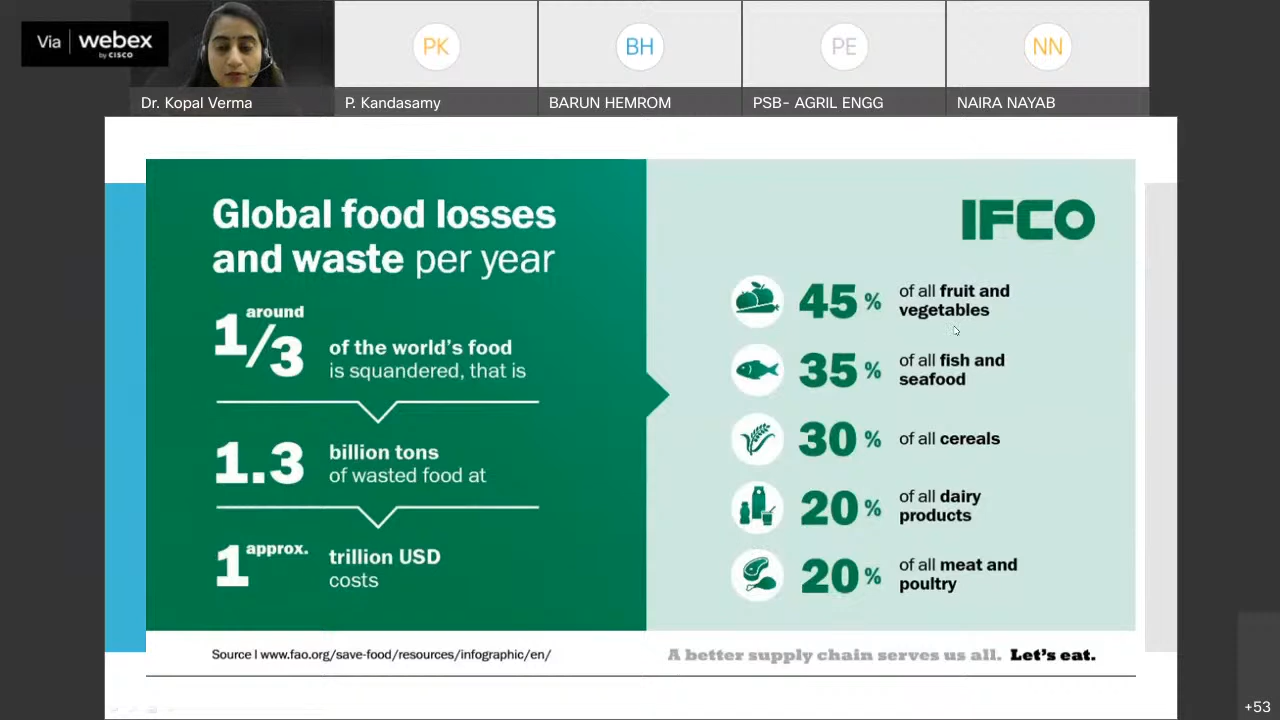 Via webex
by CISCO
PK
BH
PE
NN
Dr. Kopal Verma
P. Kandasamy
BARUN HEMROM
PSB- AGRIL ENGG
NAIRA NAYAB
Global food losses
and waste per year
around
1/3
of the world's food
is squandered, that is
1.3
billion tons
of wasted food at
1 approx.
trillion USD
costs
IFCO
45 %
of all fruit and
vegetables
35 %
of all fish and
seafood
30 %
of all cereals
20 %
of all dairy
products
20 %
of all meat and
poultry
Source | www.fao.org/save-food/resources/infographic/en/
A better supply chain serves us all. Let's eat.
+53